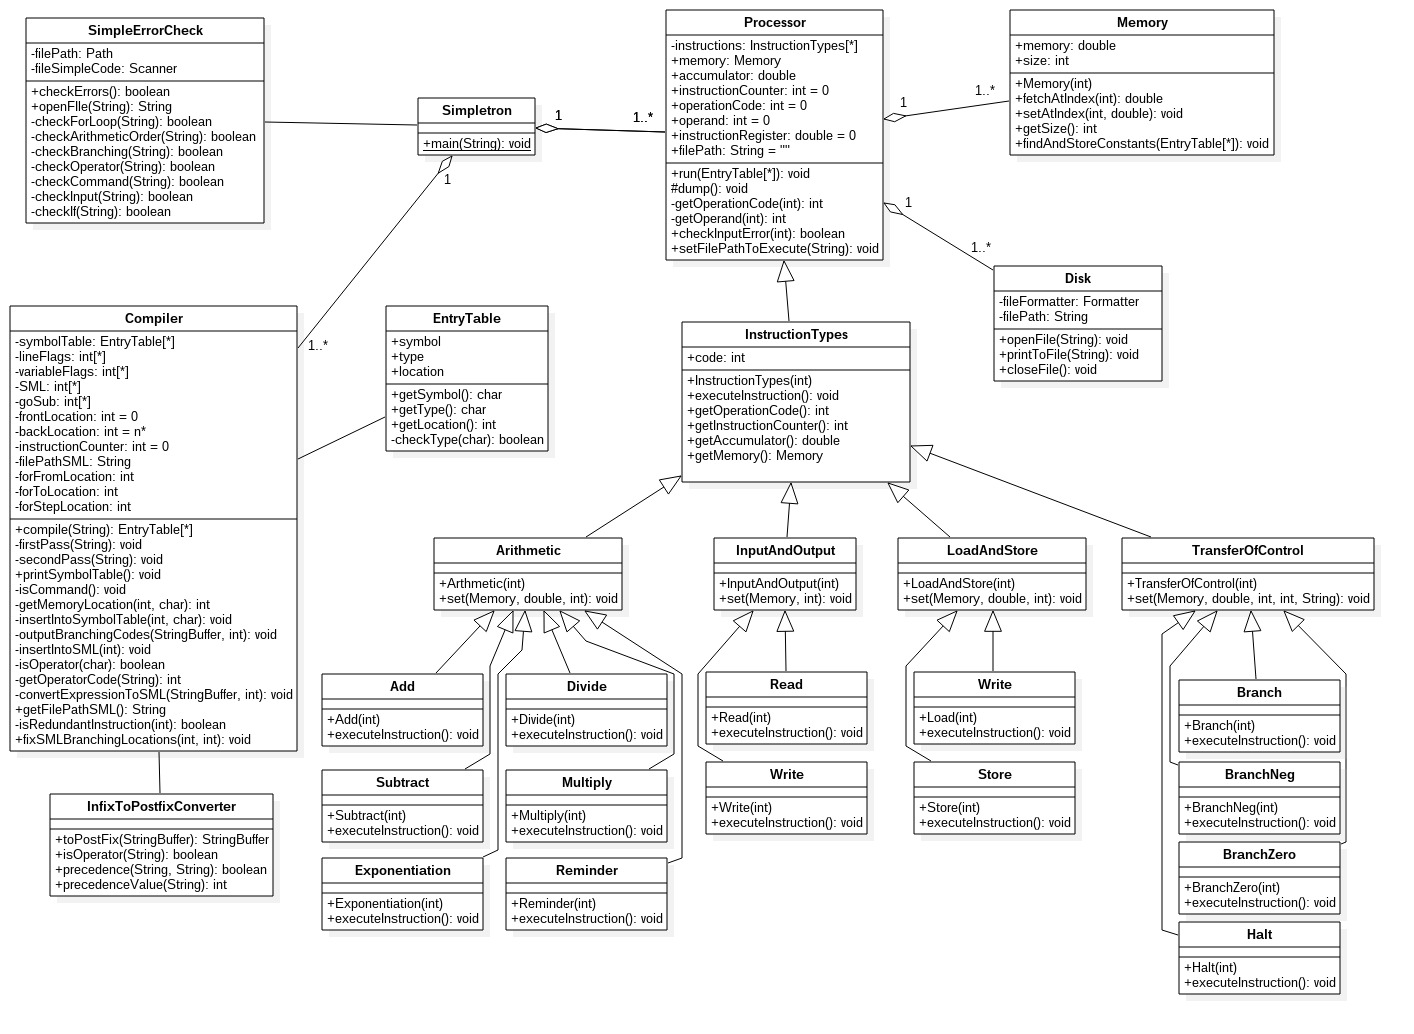 SimpleErrorCheck
-filePath: Path
-fileSimpleCode: Scanner
+checkErrors(): boolean
+openFIle(String): String
-checkForLoop(String): boolean
-checkArithmeticOrder(String): boolean
-checkBranching(String): boolean
-checkOperator(String): boolean
-checkCommand(String): boolean
-checkInput(String): boolean
-checkIf(String): boolean
Simpletron
+main(String): void
1
1..*
1
1..*
Processor
-instructions: InstructionTypes[*]
+memory: Memory
+accumulator: double
+instructionCounter: int = 0
+operationCode: int = 0
+operand: int = 0
+instructionRegister: double = 0
+filePath: String = ""
+run(EntryTable[*]): void
#dump(): void
-getOperationCode(int): int
-getOperand(int): int
+checkInputError(int): boolean
+setFilePathToExecute(String): void
1
1..*
Memory
+memory: double
+size: int
+Memory(int)
+fetchAtIndex(int): double
+setAtIndex(int, double): void
+getSize(): int
+findAndStoreConstants(EntryTable[*]): void
1
1..*
Disk
-fileFormatter: Formatter
-filePath: String
+openFile(String): void
+printToFile(String): void
+closeFile(): void
Compiler
-symbolTable: EntryTable[*]
-lineFlags: int[*]
-variableFlags: int[*]
-SML: int[*]
-goSub: int[*]
-frontLocation: int = 0
-backLocation: int = n*
-instructionCounter: int = 0
-filePathSML: String
-forFromLocation: int
-forToLocation: int
-forStepLocation: int
+compile(String): EntryTable[*]
-firstPass(String): void
-secondPass(String): void
+printSymbolTable(): void
-isCommand(): void
-getMemoryLocation(int, char): int
-insertIntoSymbolTable(int, char): void
-outputBranchingCodes(StringBuffer, int): void
-insertIntoSML(int): void
-isOperator(char): boolean
-getOperatorCode(String): int
-convertExpressionToSML(StringBuffer, int): void
+getFilePathSML(): String
-isRedundantInstruction(int): boolean
+fixSMLBranchingLocations(int, int): void
EntryTable
+symbol
+type
+location
+getSymbol(): char
+getType(): char
+getLocation(): int
-checkType(char): boolean
InfixToPostfixConverter
+toPostFix(StringBuffer): StringBuffer
+isOperator(String): boolean
+precedence(String, String): boolean
+precedenceValue(String): int
InstructionTypes
+code: int
+InstructionTypes(int)
+executeInstruction(): void
+getOperationCode(): int
+getInstructionCounter(): int
+getAccumulator(): double
+getMemory(): Memory
Arithmetic
+Arthmetic(int)
+set(Memory, double, int): void
InputAndOutput
+InputAndOutput(int)
+set(Memory, int): void
LoadAndStore
+LoadAndStore(int)
+set(Memory, double, int): void
TransferOfControl
+TransferOfControl(int)
+set(Memory, double, int, int, String): void
Add
+Add(int)
+executeInstruction(): void
Divide
+Divide(int)
+executeInstruction(): void
Subtract
+Subtract(int)
+executeInstruction(): void
Multiply
+Multiply(int)
+executeInstruction(): void
Exponentiation
+Exponentiation(int)
+executeInstruction(): void
Reminder
+Reminder(int)
+executeInstruction(): void
Read
+Read(int)
+executeInstruction(): void
Write
+Write(int)
+executeInstruction(): void
Write
+Load(int)
+executeInstruction(): void
Store
+Store(int)
+executeInstruction(): void
Branch
+Branch(int)
+executeInstruction(): void
BranchNeg
+BranchNeg(int)
+executeInstruction(): void
BranchZero
+BranchZero(int)
+executeInstruction(): void
Halt
+Halt(int)
+executeInstruction(): void